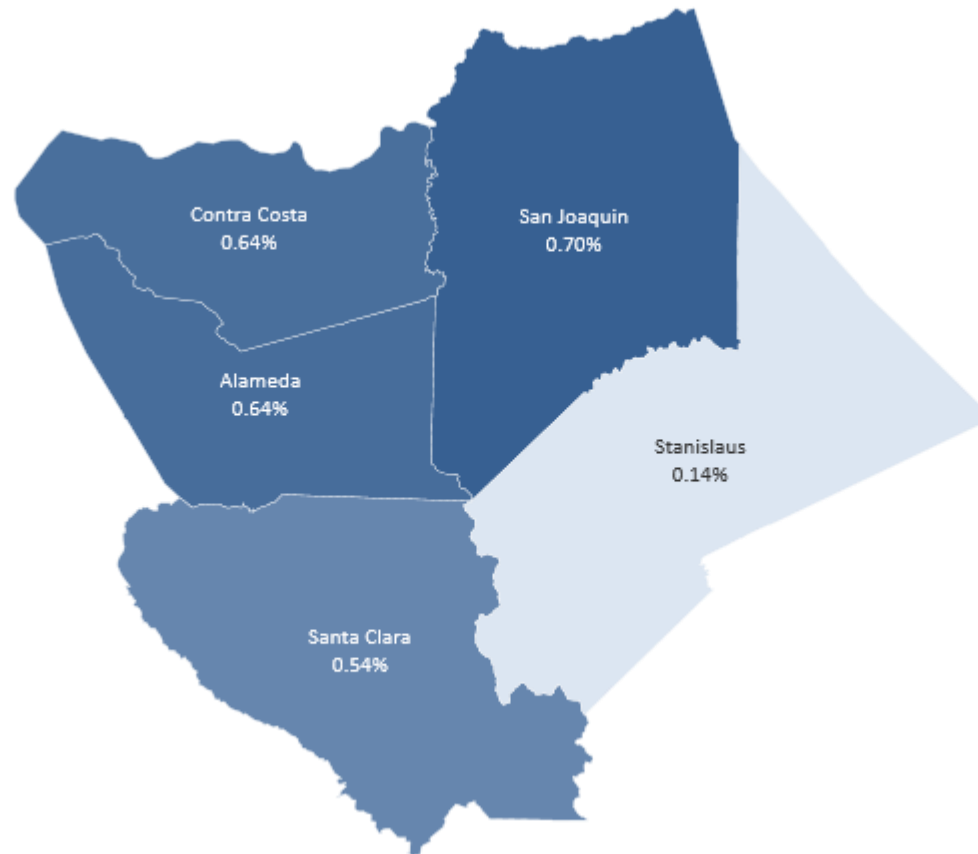 Contra Costa
0.64%
San Joaquin
0.70%
Alameda
0.64%
Stanislaus
0.14%
Santa Clara
0.54%